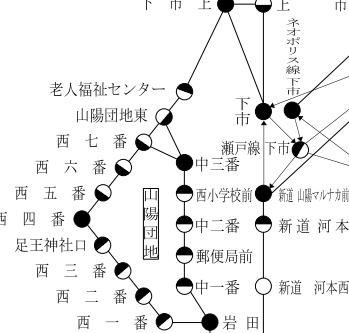 下市上
上市
ネオポリス線 下市
老人福祉センター
山陽団地東
下市
西七番
瀬戸線 下市
西六番
中三番
西五番
西小学校前
新道 山陽マルナカ前
山陽団地
西四番
中二番
新道 河本
足王神社口
郵便局前
西三番
中一番
新道 河本西
西二番
西一番
岩田